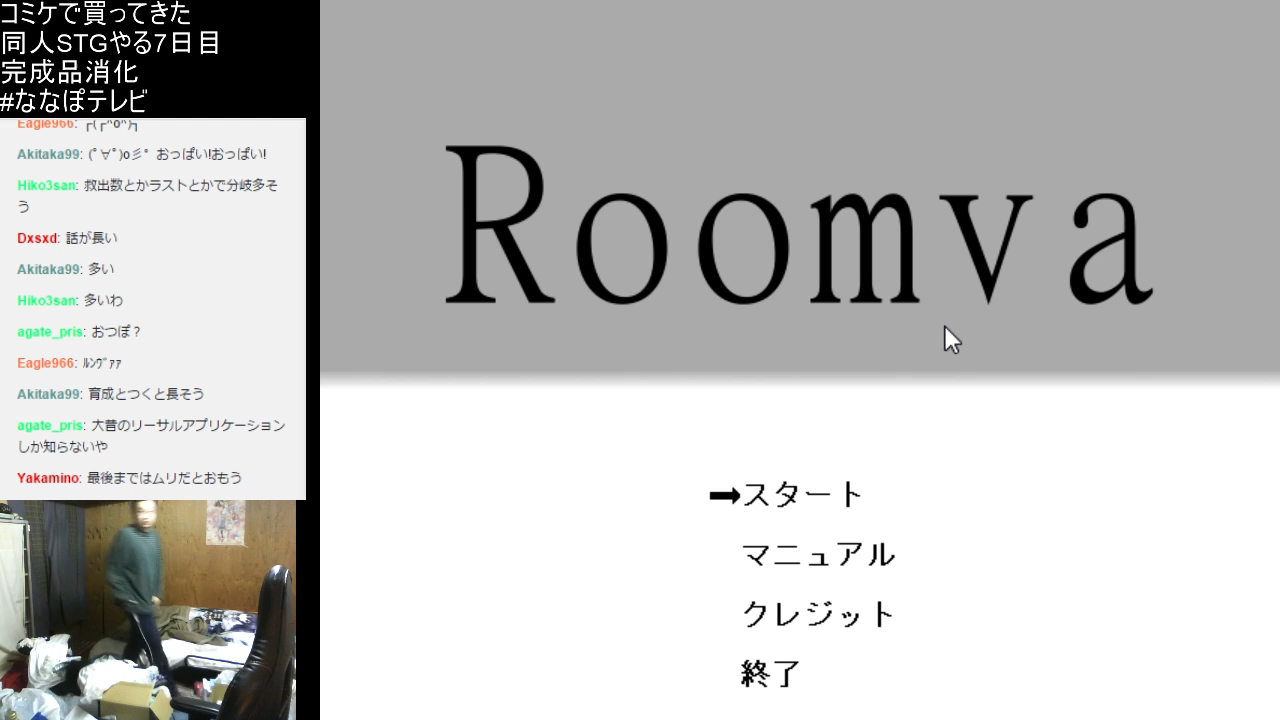 コミケで買ってきた
同人STGやる7日目
完成品消化
#ななぽテレビ
Eagle966: ┌(┌^o^)┐
Akitaka99: (ﾟ∀ﾟ)o彡ﾟ おっぱい!おっぱい!
Hiko3san: 救出数とかラストとかで分岐多そ
う
Dxsxd: 話が長い
Akitaka99: 多い
Hiko3san: 多いわ
agate_pris: おつぽ？
Eagle966: ﾙﾝｳﾞｧｧ
Akitaka99: 育成とつくと長そう
agate_pris: 大昔のリーサルアプリケーション
しか知らないや
Yakamino: 最後まではムリだとおもう
Roomva
➡スタート
マニュアル
クレジット
終了